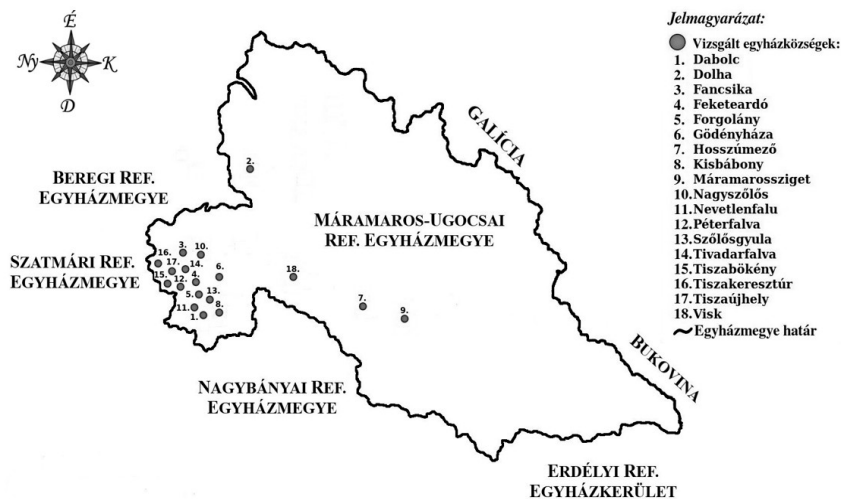 É
Ny
K
D
GALÍCIA
2.
BEREGI REF.
EGYHÁZMEGYE
MÁRAMAROS-UGOCSAI
REF. EGYHÁZMEGYE
SZATMÁRI REF.
EGYHÁZMEGYE
3.
10.
16.
17.
14.
15.
12.
4.
6.
18.
5.
13.
11.
1.
8.
7.
9.
BUKOVINA
NAGYBÁNYAI REF.
EGYHÁZMEGYE
ERDÉLYI REF.
EGYHÁZKERÜLET
Jelmagyarázat:
Vizsgált egyházközségek:
1. Dabolc
2. Dolha
3. Fancsika
4. Feketeardó
5. Forgolány
6. Gödényháza
7. Hosszúmező
8. Kisbábony
9. Máramarossziget
10. Nagyszőlős
11. Nevetlenfalu
12. Péterfalva
13. Szőlősgyula
14. Tivadarfalva
15. Tiszabökény
16. Tiszakeresztúr
17. Tiszaújhely
18. Visk
Egyházmegye határ